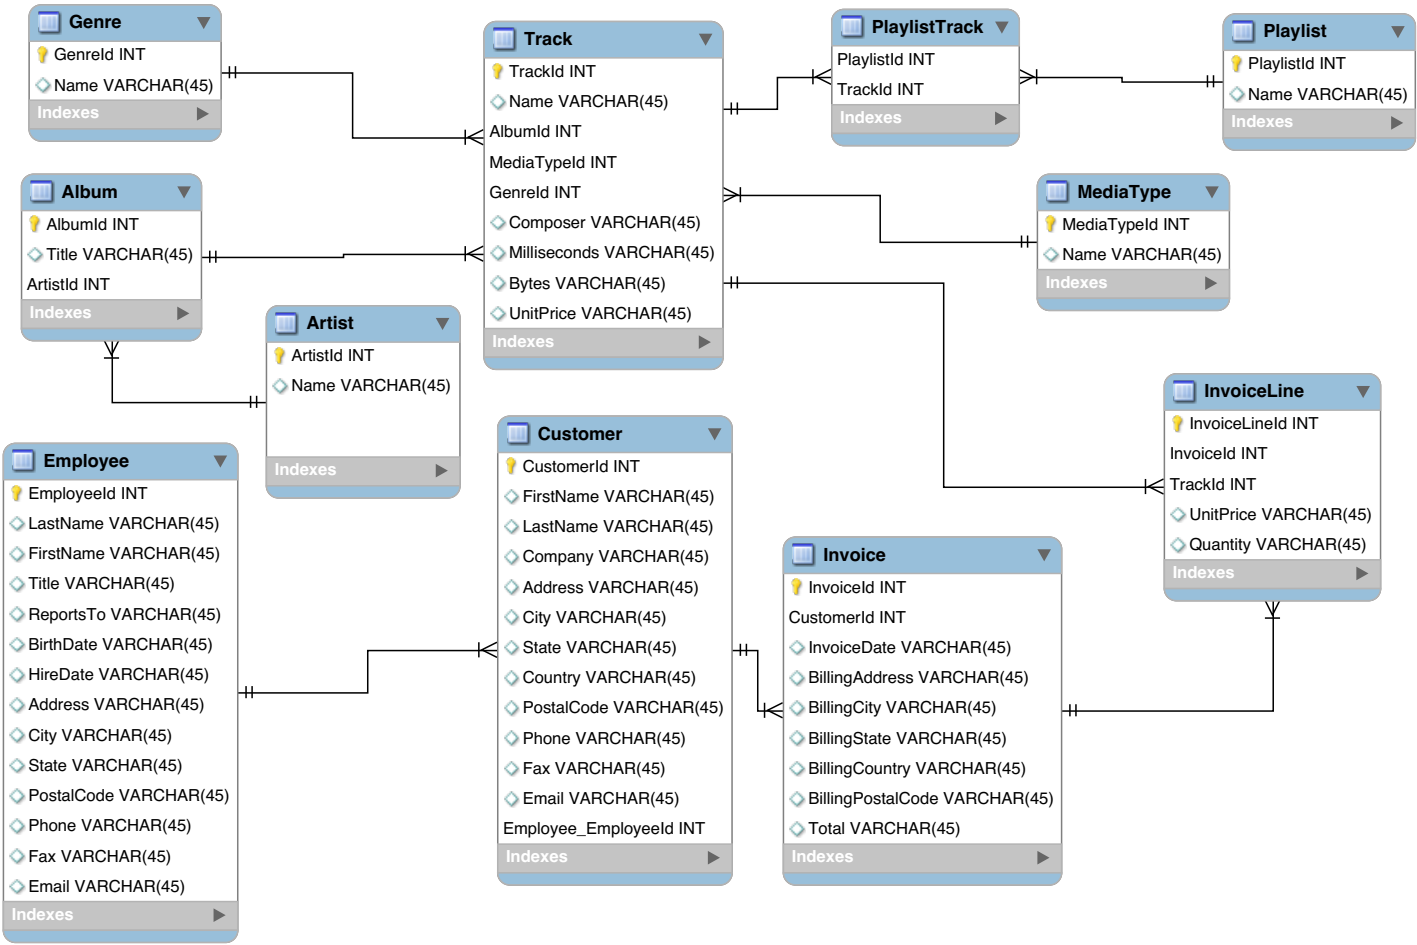 Genre
GenreId INT
Name VARCHAR(45)
Indexes
Track
TrackId INT
Name VARCHAR(45)
AlbumId INT
MediaTypeId INT
GenreId INT
Composer VARCHAR(45)
Milliseconds VARCHAR(45)
Bytes VARCHAR(45)
UnitPrice VARCHAR(45)
Indexes
PlaylistTrack
PlaylistId INT
TrackId INT
Indexes
Playlist
PlaylistId INT
Name VARCHAR(45)
Indexes
Album
AlbumId INT
Title VARCHAR(45)
ArtistId INT
Indexes
MediaType
MediaTypeId INT
Name VARCHAR(45)
Indexes
Artist
ArtistId INT
Name VARCHAR(45)
Indexes
InvoiceLine
InvoiceLineId INT
InvoiceId INT
TrackId INT
UnitPrice VARCHAR(45)
Quantity VARCHAR(45)
Indexes
Employee
EmployeeId INT
LastName VARCHAR(45)
FirstName VARCHAR(45)
Title VARCHAR(45)
ReportsTo VARCHAR(45)
BirthDate VARCHAR(45)
HireDate VARCHAR(45)
Address VARCHAR(45)
City VARCHAR(45)
State VARCHAR(45)
PostalCode VARCHAR(45)
Phone VARCHAR(45)
Fax VARCHAR(45)
Email VARCHAR(45)
Indexes
Customer
CustomerId INT
FirstName VARCHAR(45)
LastName VARCHAR(45)
Company VARCHAR(45)
Address VARCHAR(45)
City VARCHAR(45)
State VARCHAR(45)
Country VARCHAR(45)
PostalCode VARCHAR(45)
Phone VARCHAR(45)
Fax VARCHAR(45)
Email VARCHAR(45)
Employee_EmployeeId INT
Indexes
Invoice
InvoiceId INT
CustomerId INT
InvoiceDate VARCHAR(45)
BillingAddress VARCHAR(45)
BillingCity VARCHAR(45)
BillingState VARCHAR(45)
BillingCountry VARCHAR(45)
BillingPostalCode VARCHAR(45)
Total VARCHAR(45)
Indexes